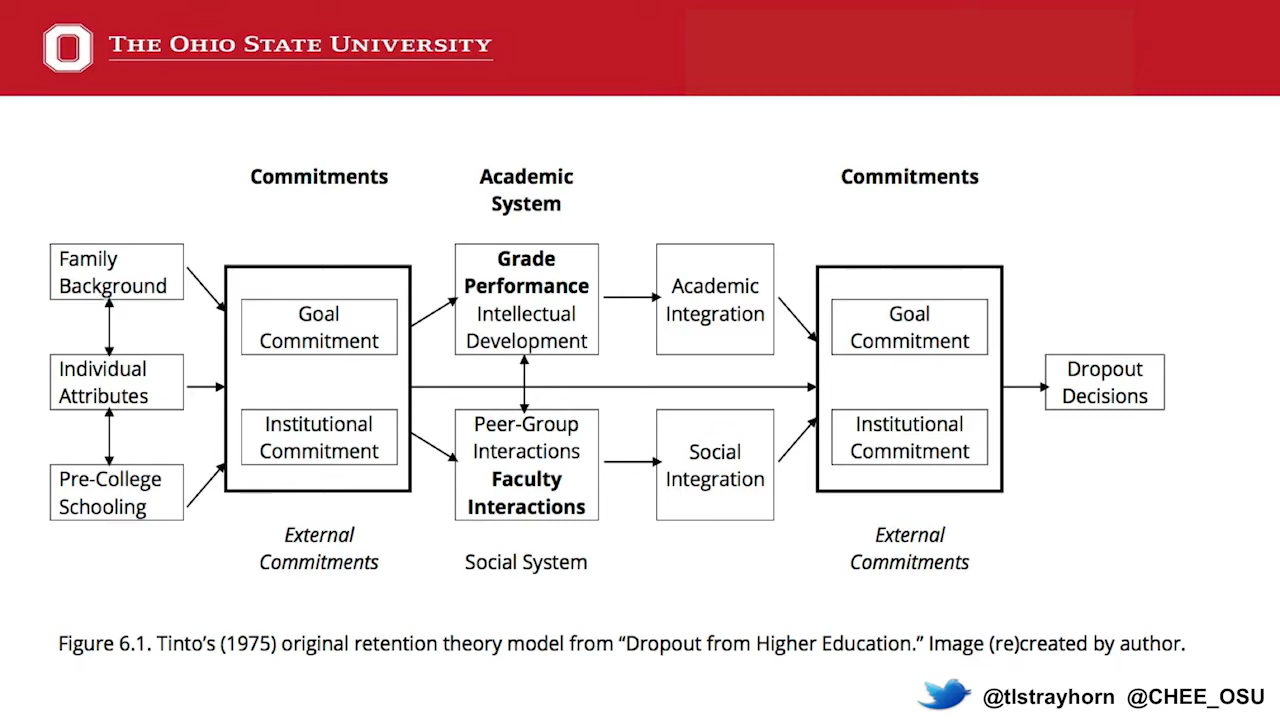 THE OHIO STATE UNIVERSITY
Commitments
Academic
System
Commitments
Family
Background
Individual
Attributes
Pre-College
Schooling
Goal
Commitment
Institutional
Commitment
External
Commitments
Grade
Performance
Intellectual
Development
Peer-Group
Interactions
Faculty
Interactions
Social System
Academic
Integration
Social
Integration
Goal
Commitment
Institutional
Commitment
External
Commitments
Dropout
Decisions
Figure 6.1. Tinto’s (1975) original retention theory model from “Dropout from Higher Education.” Image (re)created by author.
@tlstrayhorn @CHEE_OSU